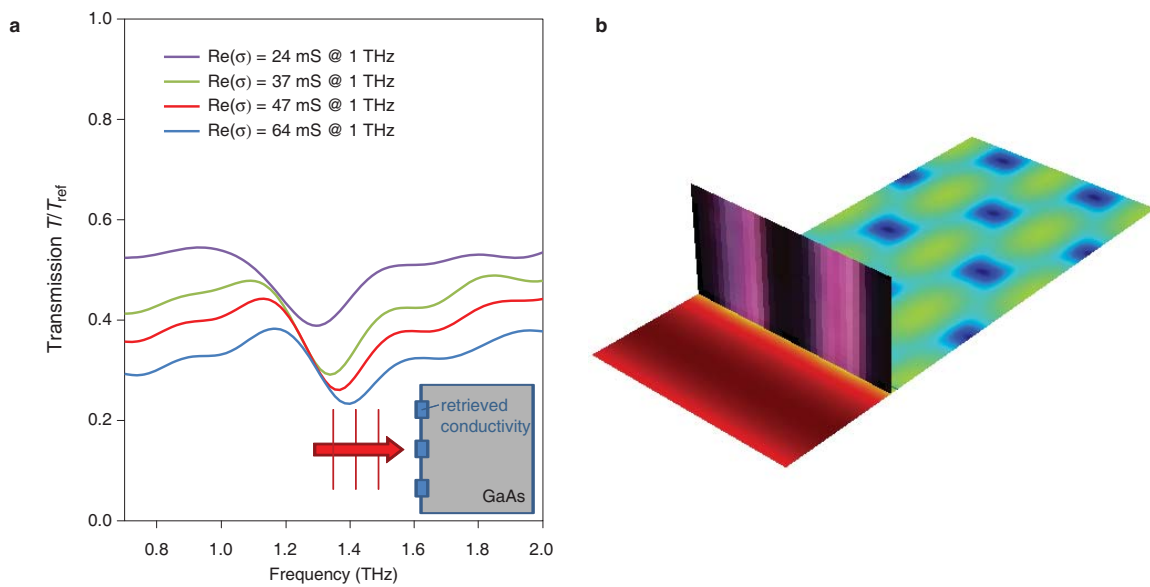 a
b
1.0
0.8
0.6
0.4
0.2
0.0
Transmission T/Tref
Re(σ) = 24 mS @ 1 THz
Re(σ) = 37 mS @ 1 THz
Re(σ) = 47 mS @ 1 THz
Re(σ) = 64 mS @ 1 THz
retrieved
conductivity
GaAs
0.8 1.0 1.2 1.4 1.6 1.8 2.0
Frequency (THz)